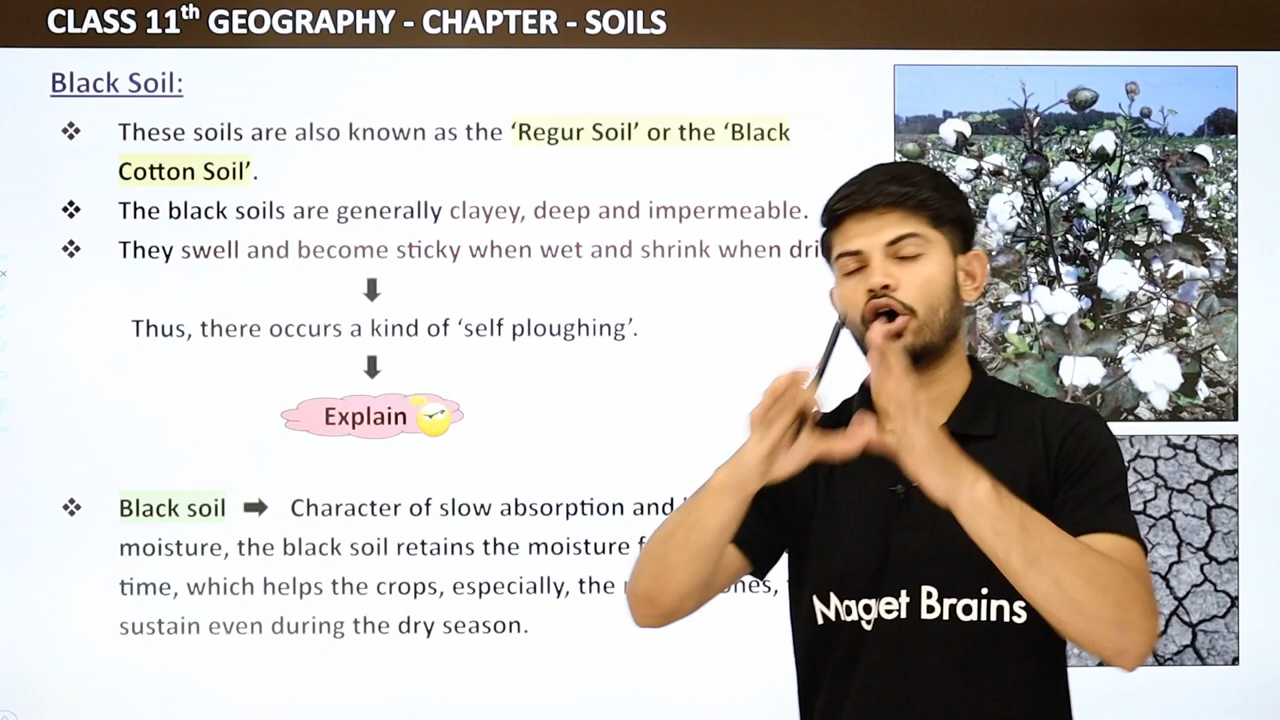 CLASS 11th GEOGRAPHY - CHAPTER - SOILS
Black Soil:
❖ These soils are also known as the ‘Regur Soil’ or the ‘Black
Cotton Soil’.
❖ The black soils are generally clayey, deep and impermeable.
❖ They swell and become sticky when wet and shrink when
Thus, there occurs a kind of ‘self ploughing’.
Explain
❖ Black soil ➡ Character of slow absorption and
moisture, the black soil retains the moisture
time, which helps the crops, especially, the
sustain even during the dry season.
Magnet Brains